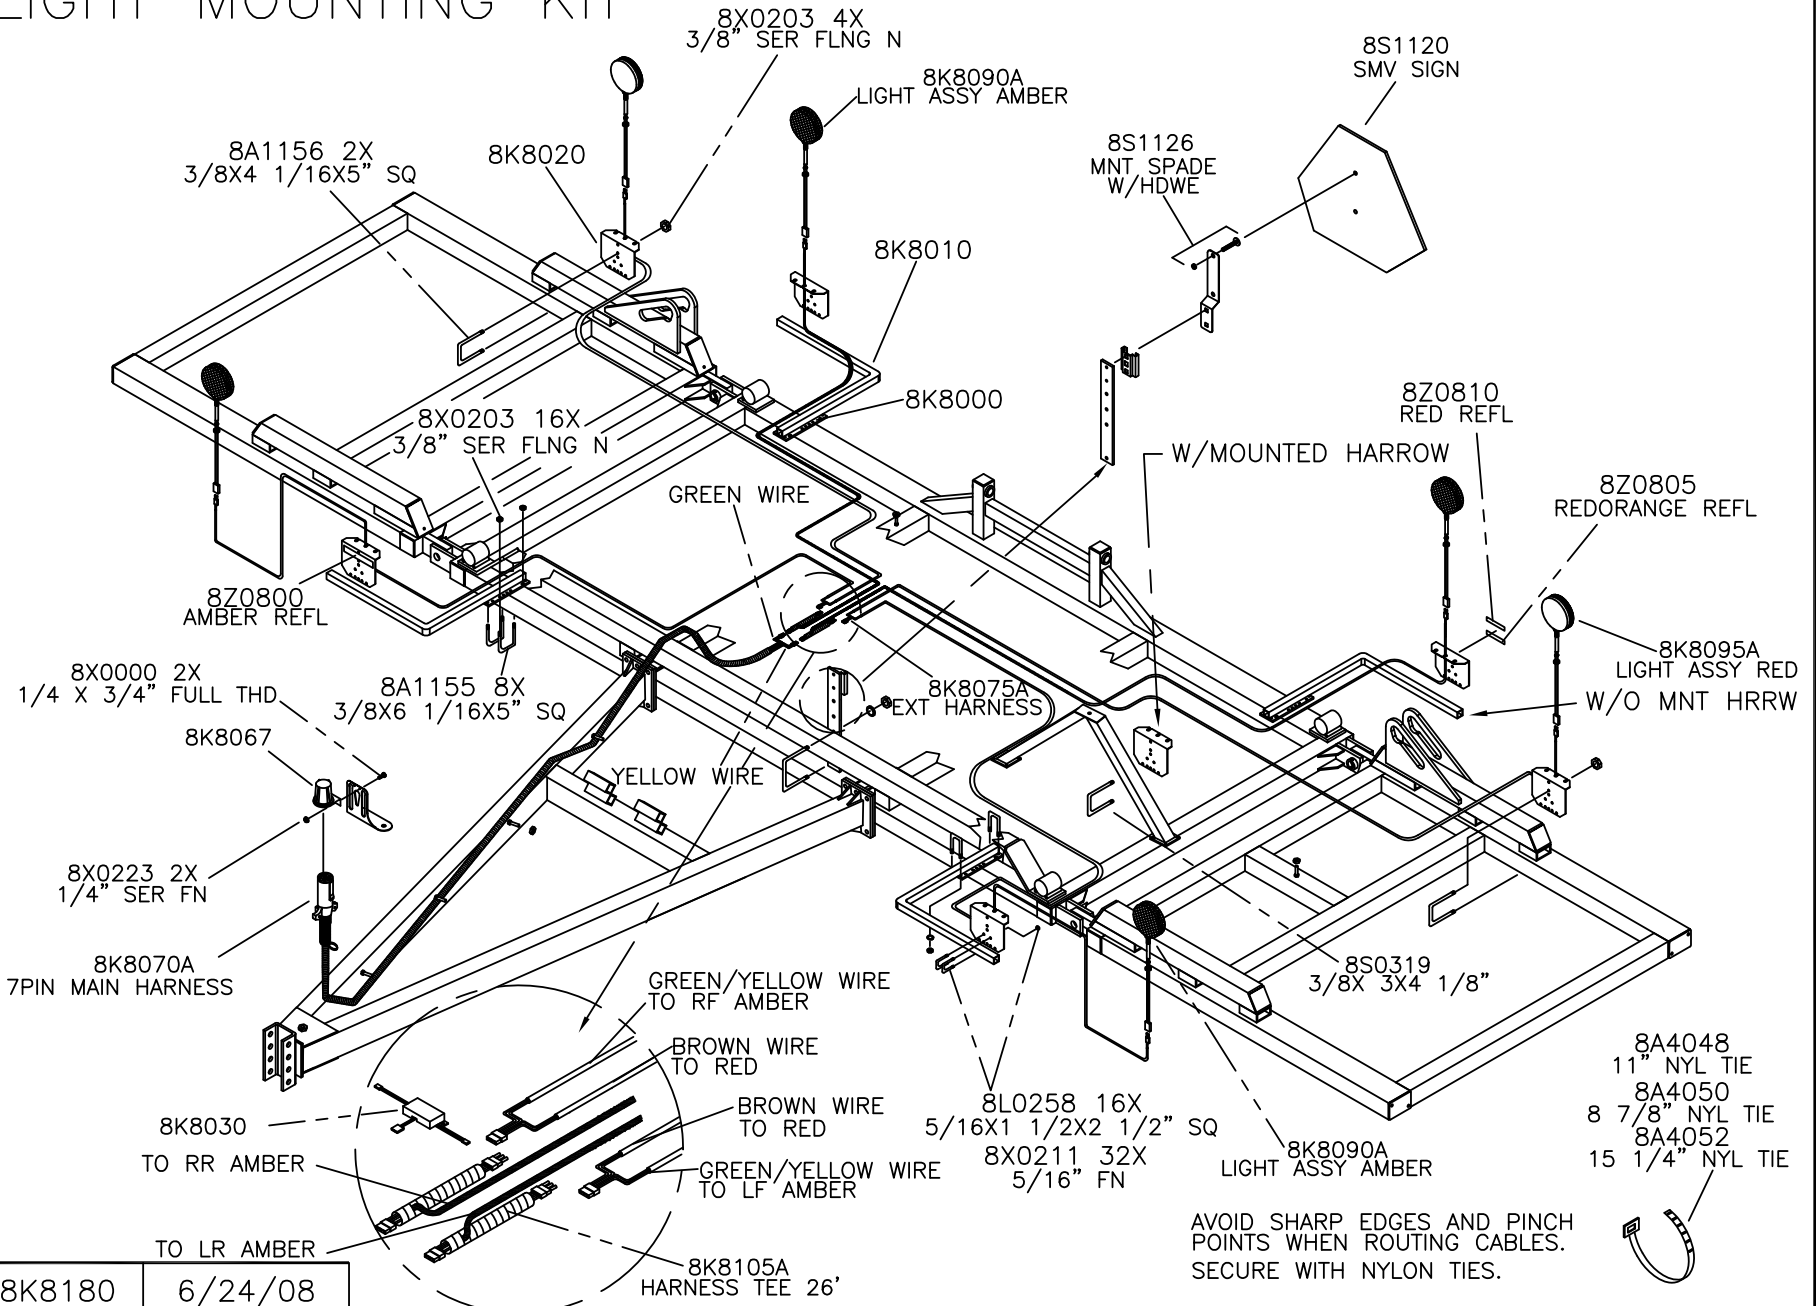 LIGHT MOUNTING KIT
8X0203 4X
3/8" SER FLNG N
8S1120
SMV SIGN
8K8090A
LIGHT ASSY AMBER
8A1156 2X
3/8X4 1/16X5" SQ
8K8020
8S1126
MNT SPADE
W/HDWE
8K8010
8K8000
8Z0810
RED REFL
8X0203 16X
3/8" SER FLNG N
W/MOUNTED HARROW
GREEN WIRE
8Z0805
REDORANGE REFL
8Z0800
AMBER REFL
8K8095A
LIGHT ASSY RED
8X0000 2X
1/4 X 3/4" FULL THD
8A1155 8X
3/8X6 1/16X5" SQ
8K8075A
EXT HARNESS
W/O MNT HRRW
8K8067
YELLOW WIRE
8X0223 2X
1/4" SER FN
8K8070A
7PIN MAIN HARNESS
8S0319
3/8X 3X4 1/8"
GREEN/YELLOW WIRE
TO RF AMBER
BROWN WIRE
TO RED
8A4048
11" NYL TIE
8A4050
8 7/8" NYL TIE
8A4052
15 1/4" NYL TIE
8K8030
BROWN WIRE
TO RED
8L0258 16X
5/16X1 1/2X2 1/2" SQ
8X0211 32X
5/16" FN
8K8090A
LIGHT ASSY AMBER
TO RR AMBER
GREEN/YELLOW WIRE
TO LF AMBER
AVOID SHARP EDGES AND PINCH
POINTS WHEN ROUTING CABLES.
SECURE WITH NYLON TIES.
TO LR AMBER
8K8105A
HARNESS TEE 26'
8K8180
6/24/08